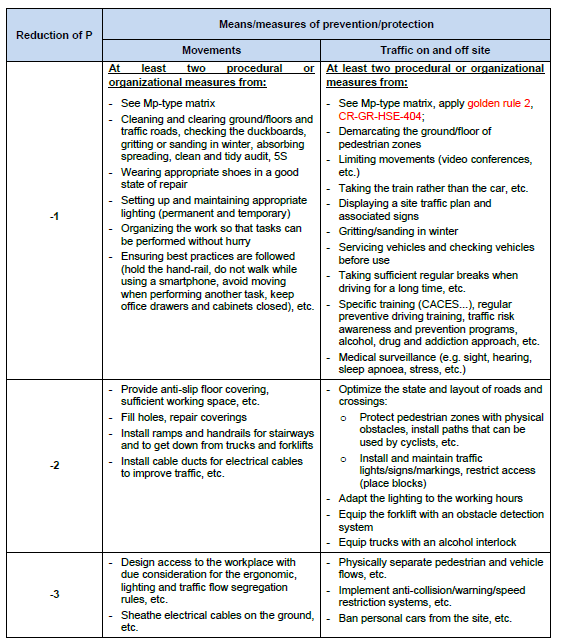 Reduction of P
Means/measures of prevention/protection
Movements
Traffic on and off site
-1
At least two procedural or
organizational measures from:
- See Mp-type matrix
- Cleaning and clearing ground/floors and
traffic roads, checking the duckboards,
gritting or sanding in winter, absorbing
spreading, clean and tidy audit, 5S
- Wearing appropriate shoes in a good
state of repair
- Setting up and maintaining appropriate
lighting (permanent and temporary)
- Organizing the work so that tasks can
be performed without hurry
- Ensuring best practices are followed
(hold the hand-rail, do not walk while
using a smartphone, avoid moving
when performing another task, keep
office drawers and cabinets closed), etc.
At least two procedural or organizational
measures from:
- See Mp-type matrix, apply golden rule 2,
CR-GR-HSE-404;
- Demarcating the ground/floor of
pedestrian zones
- Limiting movements (video conferences,
etc.)
- Taking the train rather than the car, etc.
- Displaying a site traffic plan and
associated signs
- Gritting/sanding in winter
- Servicing vehicles and checking vehicles
before use
- Taking sufficient regular breaks when
driving for a long time, etc.
- Specific training (CACES...), regular
preventive driving training, traffic risk
awareness and prevention programs,
alcohol, drug and addiction approach, etc.
- Medical surveillance (e.g. sight, hearing,
sleep apnoea, stress, etc.)
-2
- Provide anti-slip floor covering,
sufficient working space, etc.
- Fill holes, repair coverings
- Install ramps and handrails for stairways
and to get down from trucks and forklifts
- Install cable ducts for electrical cables
to improve traffic, etc.
- Optimize the state and layout of roads and
crossings:
o Protect pedestrian zones with physical
obstacles, install paths that can be
used by cyclists, etc.
o Install and maintain traffic
lights/signs/markings, restrict access
(place blocks)
- Adapt the lighting to the working hours
- Equip the forklift with an obstacle detection
system
- Equip trucks with an alcohol interlock
-3
- Design access to the workplace with
due consideration for the ergonomic,
lighting and traffic flow segregation
rules, etc.
- Sheathe electrical cables on the ground,
etc.
- Physically separate pedestrian and vehicle
flows, etc.
- Implement anti-collision/warning/speed
restriction systems, etc.
- Ban personal cars from the site, etc.